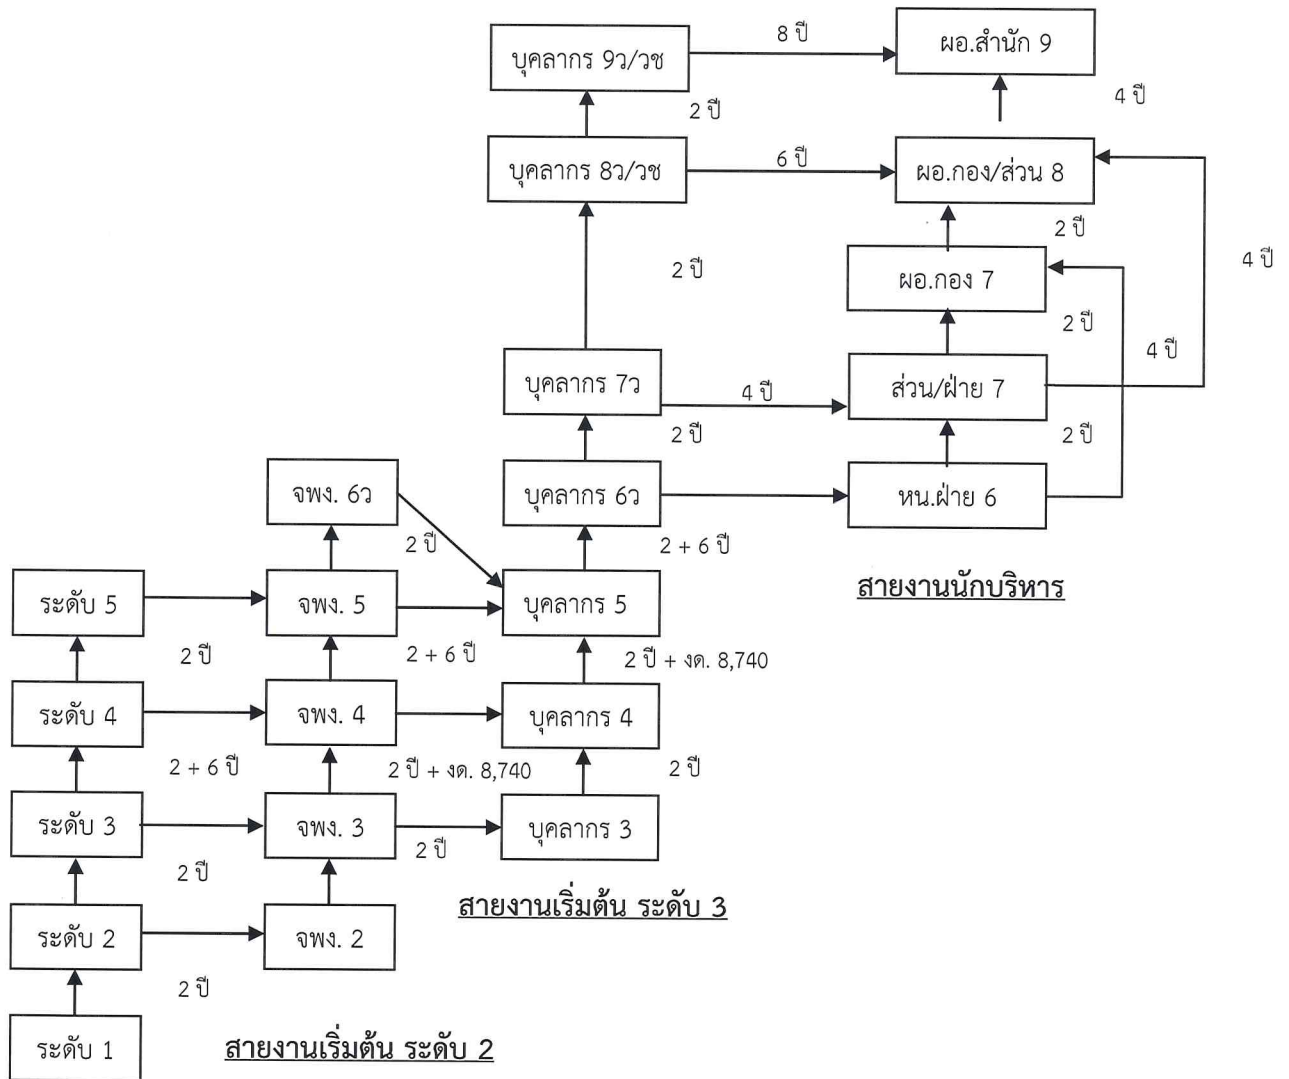 8 ปี
ผอ.สำนัก 9
บุคลากร 9ว/วช
4 ปี
2 ปี
6 ปี
บุคลากร 8ว/วช
ผอ.กอง/ส่วน 8
2 ปี
4 ปี
2 ปี
ผอ.กอง 7
2 ปี
4 ปี
บุคลากร 7ว
4 ปี
ส่วน/ฝ่าย 7
2 ปี
2 ปี
จพง. 6ว
บุคลากร 6ว
หน.ฝ่าย 6
2 ปี
2 + 6 ปี
สายงานนักบริหาร
ระดับ 5
จพง. 5
บุคลากร 5
2 ปี
2 + 6 ปี
2 ปี + งด. 8,740
ระดับ 4
จพง. 4
บุคลากร 4
2 + 6 ปี
2 ปี + งด. 8,740
2 ปี
ระดับ 3
จพง. 3
บุคลากร 3
2 ปี
2 ปี
สายงานเริ่มต้น ระดับ 3
ระดับ 2
จพง. 2
2 ปี
ระดับ 1
สายงานเริ่มต้น ระดับ 2